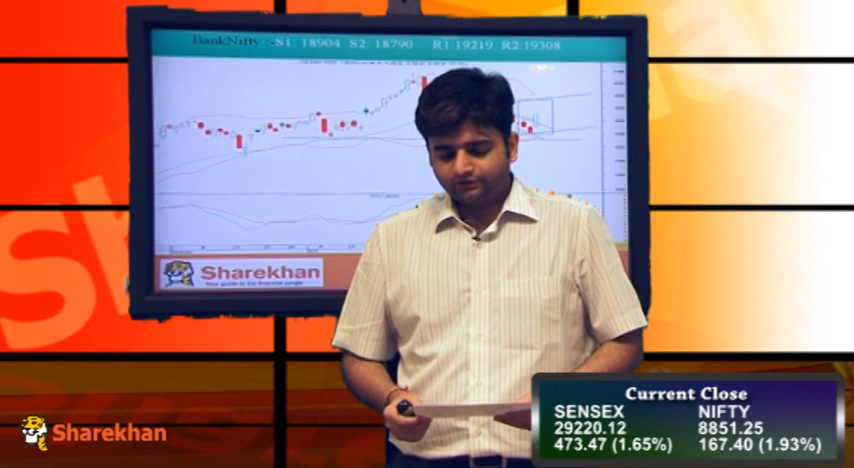 BankNifty :-S1: 18904 S2: 18790 R1.19219 R2:19308
Sharekhan
Your guide to the financial jungle
Sharekhan
Current Close
SENSEX NIFTY
29220.12 8851.25
473.47 (1.65%) 167.40 (1.93%)